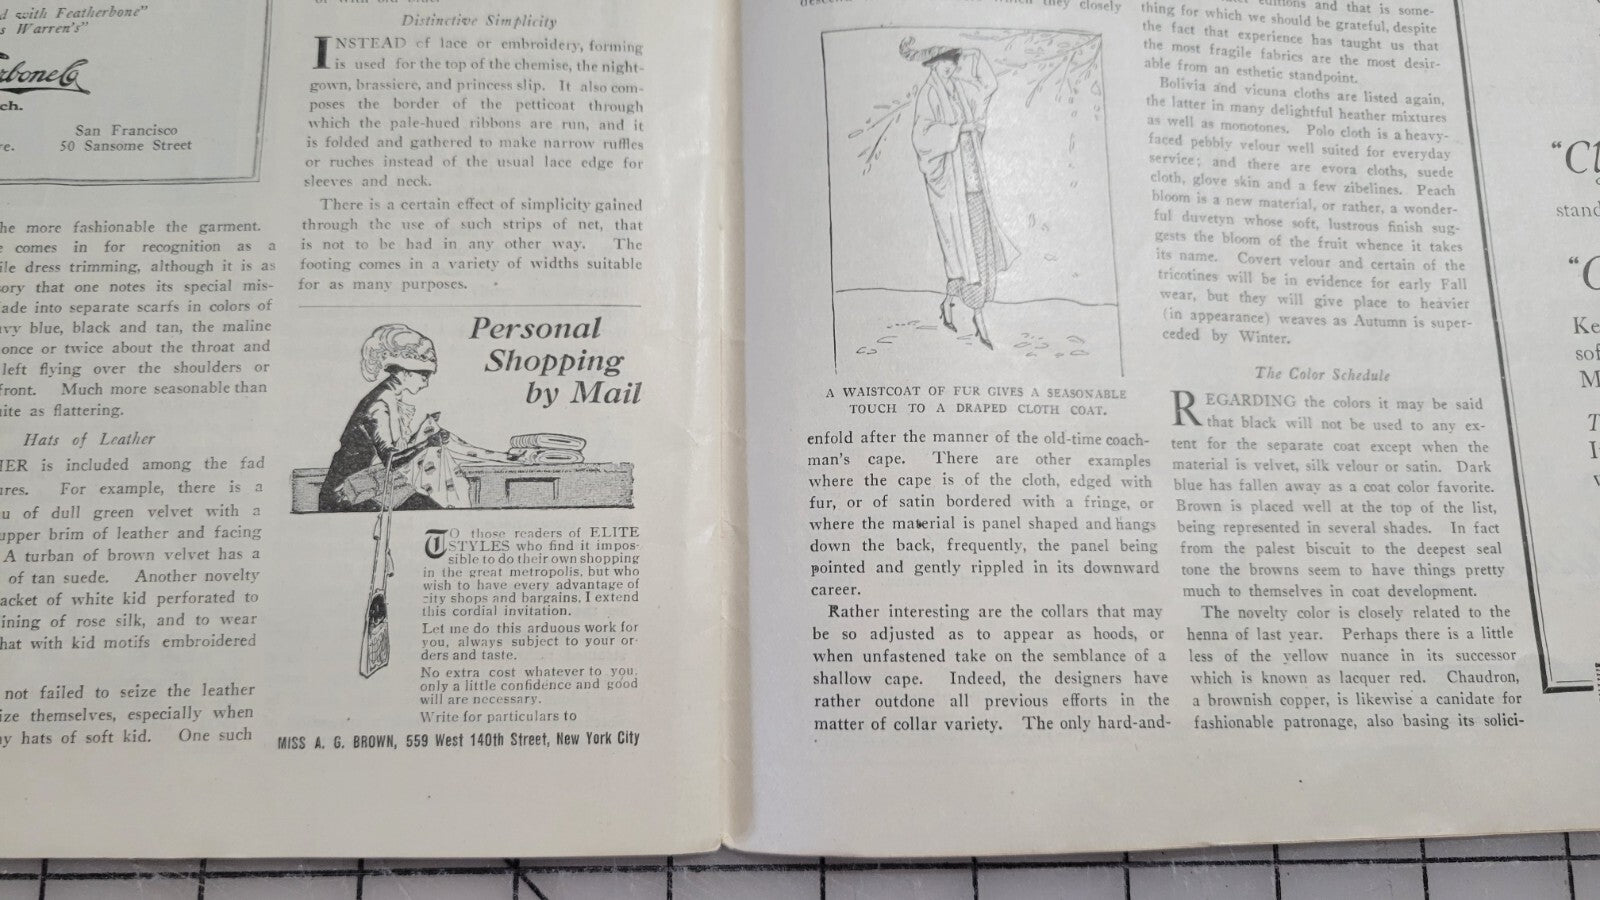 with Featherbone"
Warren's"
ch.
San Francisco
50 Sansome Street
he more fashionable the garment.
comes in for recognition as a
dress trimming, although it is as
that one notes its special mis-
into separate scarfs in colors of
blue, black and tan, the maline
once or twice about the throat and
left flying over the shoulders or
front. Much more seasonable than
as flattering.
Hats of Leather
is included among the fad
For example, there is a
of dull green velvet with a
upper brim of leather and facing
A turban of brown velvet has a
of tan suede. Another novelty
of white kid perforated to
of rose silk, and to wear
hat with kid motifs embroidered
not failed to seize the leather
themselves, especially when
hats of soft kid. One such
Distinctive Simplicity
INSTEAD of lace or embroidery, forming
is used for the top of the chemise, the night-
gown, brassiere, and princess slip. It also com-
poses the border of the petticoat through
which the pale-hued ribbons are run, and it
is folded and gathered to make narrow ruffles
or ruches instead of the usual lace edge for
sleeves and neck.
There is a certain effect of simplicity gained
through the use of such strips of net, that
is not to be had in any other way. The
footing comes in a variety of widths suitable
for as many purposes.
Personal
Shopping
by Mail
TO those readers of ELITE
STYLES who find it impos-
sible to do their own shopping
in the great metropolis, but who
wish to have every advantage of
city shops and bargains, I extend
this cordial invitation.
Let me do this arduous work for
you, always subject to your or-
ders and taste.
No extra cost whatever to you,
only a little confidence and good
will are necessary.
Write for particulars to
MISS A. G. BROWN, 559 West 140th Street, New York City
they closely
A WAISTCOAT OF FUR GIVES A SEASONABLE
TOUCH TO A DRAPED CLOTH COAT.
enfold after the manner of the old-time coach-
man's cape. There are other examples
where the cape is of the cloth, edged with
fur, or of satin bordered with a fringe, or
where the material is panel shaped and hangs
down the back, frequently, the panel being
pointed and gently rippled in its downward
career.
Rather interesting are the collars that may
be so adjusted as to appear as hoods, or
when unfastened take on the semblance of a
shallow cape. Indeed, the designers have
rather outdone all previous efforts in the
matter of collar variety. The only hard-and-
and that is some-
thing for which we should be grateful, despite
the fact that experience has taught us that
the most fragile fabrics are the most desir-
able from an esthetic standpoint.
Bolivia and vicuna cloths are listed again,
the latter in many delightful heather mixtures
as well as monotones. Polo cloth is a heavy-
faced pebbly velour well suited for everyday
service; and there are evora cloths, suede
cloth, glove skin and a few zibelines. Peach
bloom is a new material, or rather, a wonder-
ful duvetyn whose soft, lustrous finish sug-
gests the bloom of the fruit whence it takes
its name. Covert velour and certain of the
tricotines will be in evidence for early Fall
wear, but they will give place to heavier
(in appearance) weaves as Autumn is super-
ceded by Winter.
The Color Schedule
REGARDING the colors it may be said
that black will not be used to any ex-
tent for the separate coat except when the
material is velvet, silk velour or satin. Dark
blue has fallen away as a coat color favorite.
Brown is placed well at the top of the list,
being represented in several shades. In fact
from the palest biscuit to the deepest seal
tone the browns seem to have things pretty
much to themselves in coat development.
The novelty color is closely related to the
henna of last year. Perhaps there is a little
less of the yellow nuance in its successor
which is known as lacquer red. Chaudron,
a brownish copper, is likewise a canidate for
fashionable patronage, also basing its solici-
stand
Ke
sof
M